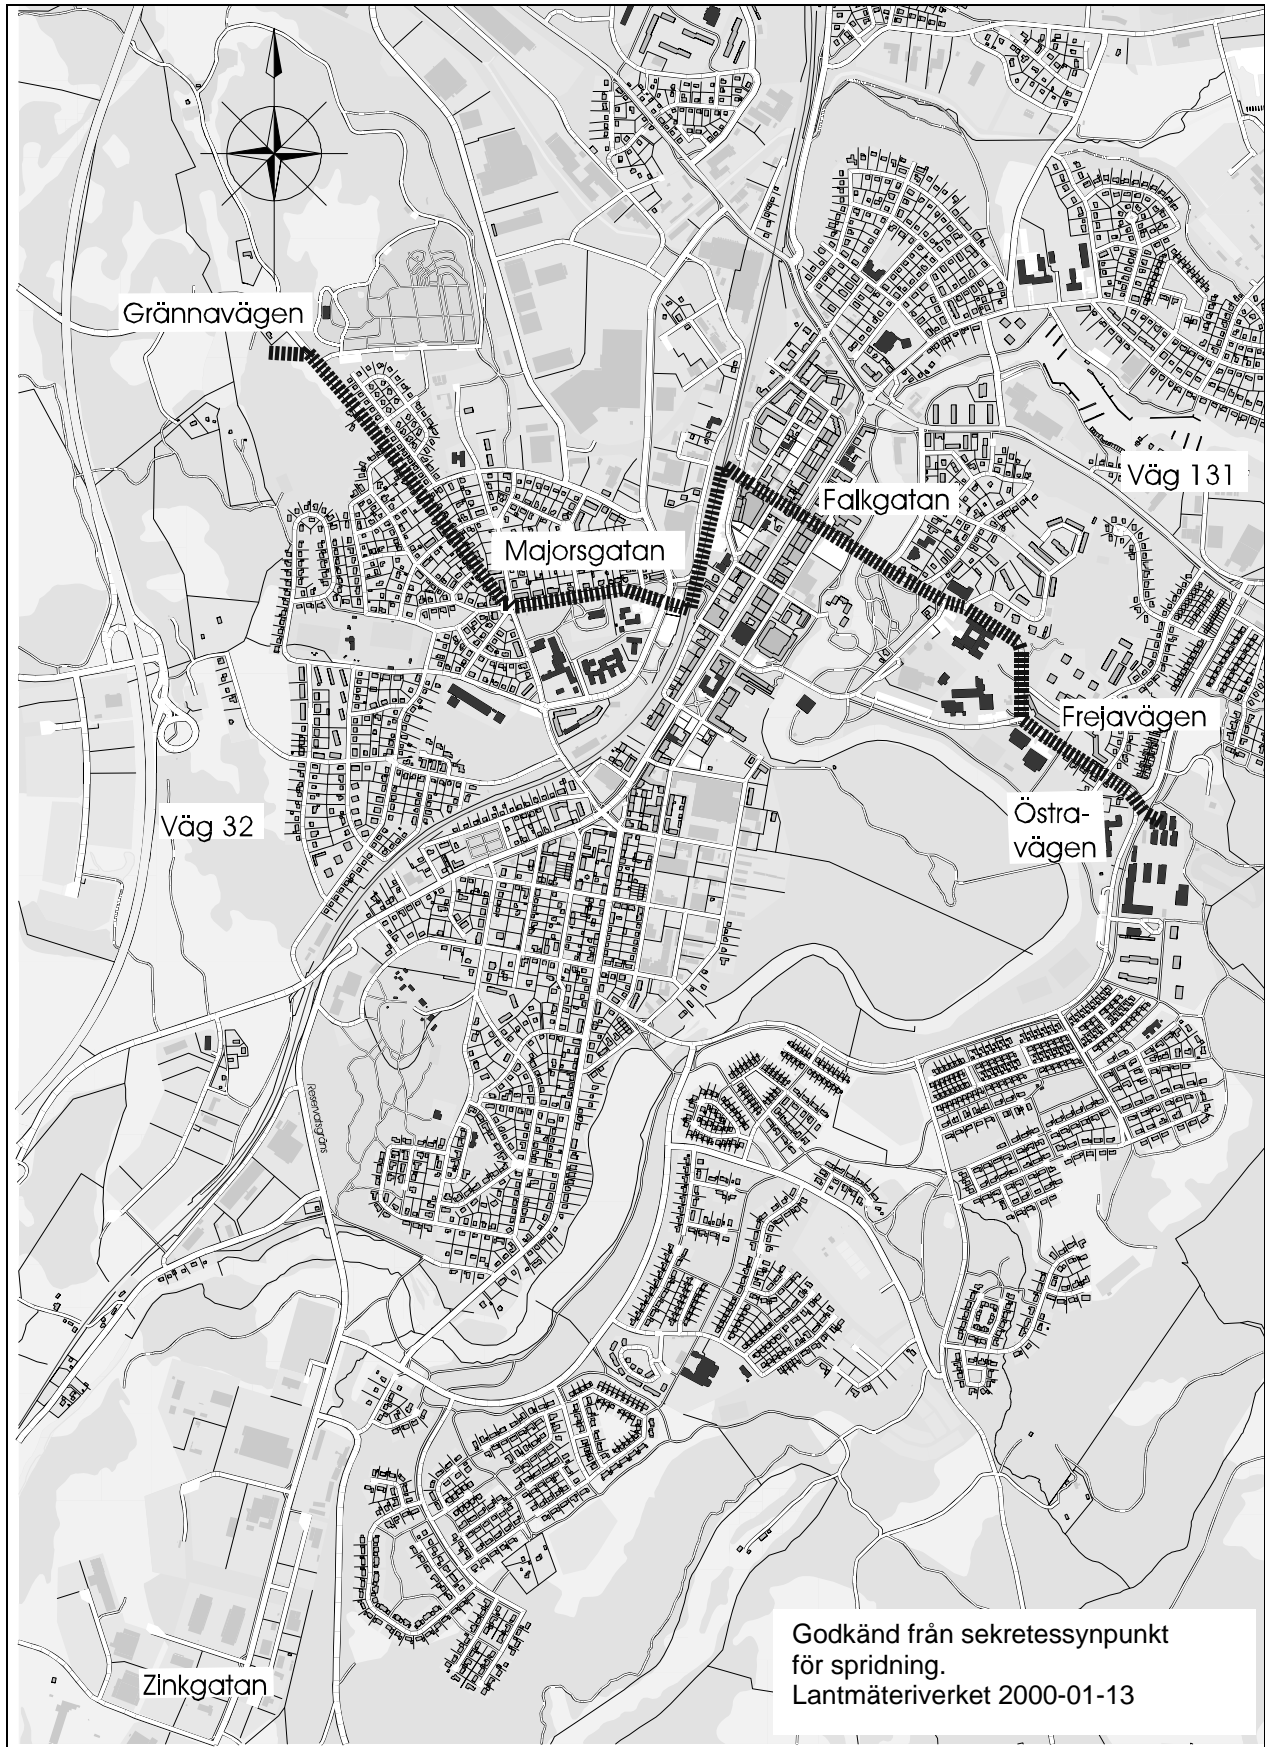 Grännavägen
Väg 131
Falkgatan
Majorsgatan
Frejavägen
Östra-
vägen
Väg 32
Reservatsgräns
Godkänd från sekretessynpunkt
för spridning.
Lantmäteriverket 2000-01-13
Zinkgatan